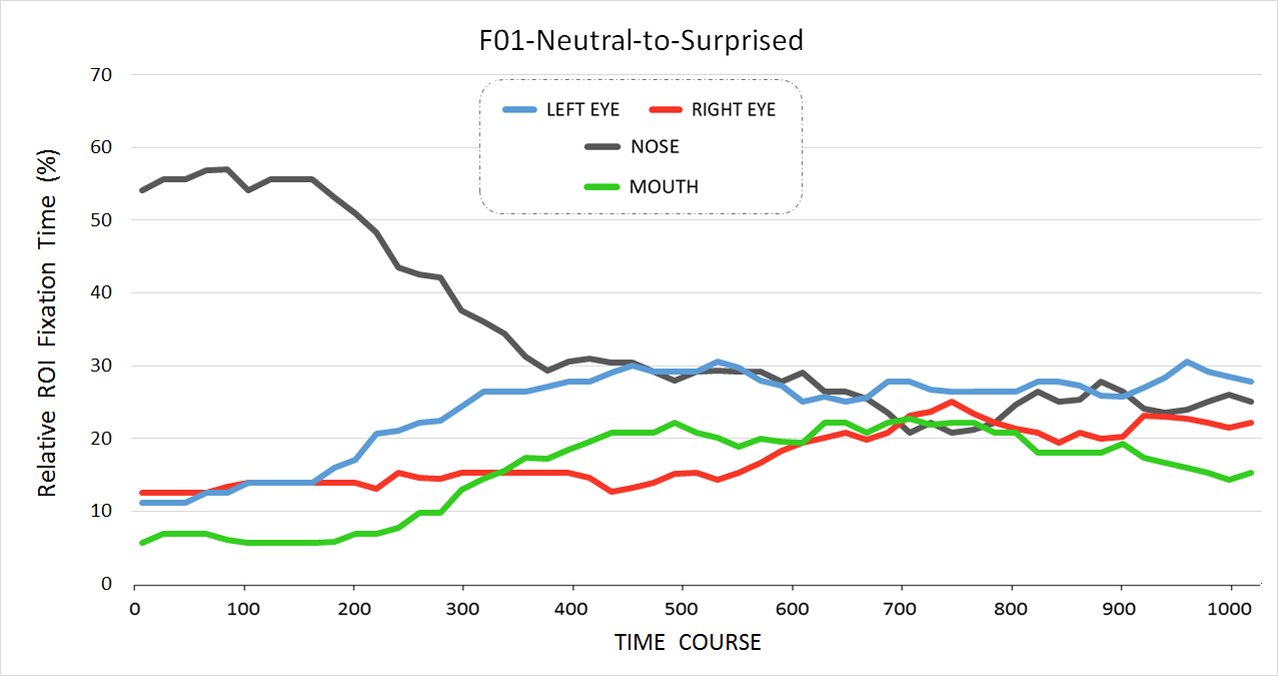 F01-Neutral-to-Surprised
LEFT EYE RIGHT EYE
NOSE
MOUTH
Relative ROI Fixation Time (%)
70
60
50
40
30
20
10
0
0 100 200 300 400 500 600 700 800 900 1000
TIME COURSE